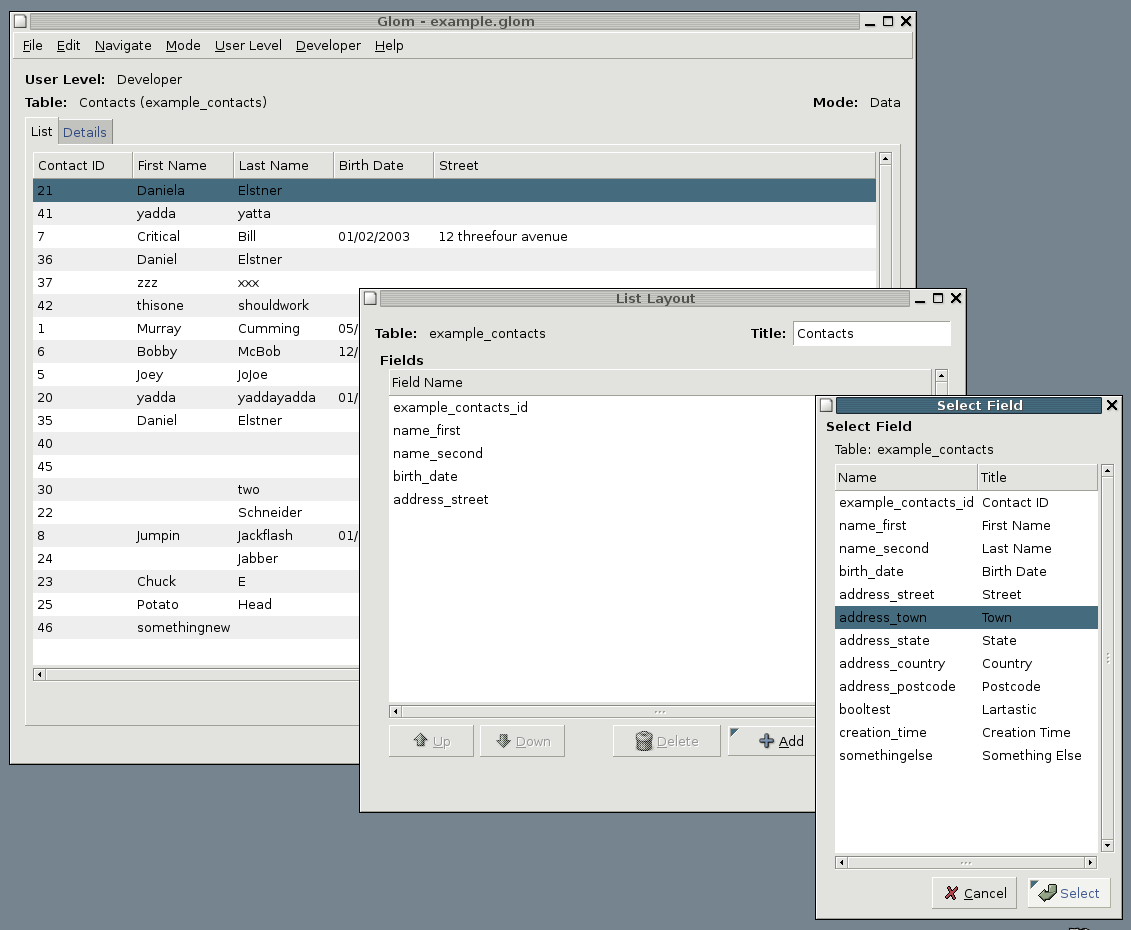 Glom - example.glom
File Edit Navigate Mode User Level Developer Help
User Level: Developer
Table: Contacts (example_contacts) Mode: Data
List Details
Contact ID First Name Last Name Birth Date Street
21 Daniela Elstner
41 yadda yatta
7 Critical Bill 01/02/2003 12 threefour avenue
36 Daniel Elstner
37 zzz xxx
42 thisone shouldwork
1 Murray Cumming 05/
6 Bobby McBob 12/
5 Joey JoJoe
20 yadda yaddayadda 01/
35 Daniel Elstner
40
45
30 two
22 Schneider
8 Jumpin Jackflash 01/
24 Jabber
23 Chuck E
25 Potato Head
46 somethingnew
List Layout
Table: example_contacts Title: Contacts
Fields
Field Name
example_contacts_id
name_first
name_second
birth_date
address_street
Up Down Delete Add
Select Field
Select Field
Table: example_contacts
Name Title
example_contacts_id Contact ID
name_first First Name
name_second Last Name
birth_date Birth Date
address_street Street
address_town Town
address_state State
address_country Country
address_postcode Postcode
booltest Lartastic
creation_time Creation Time
somethingelse Something Else
Cancel Select